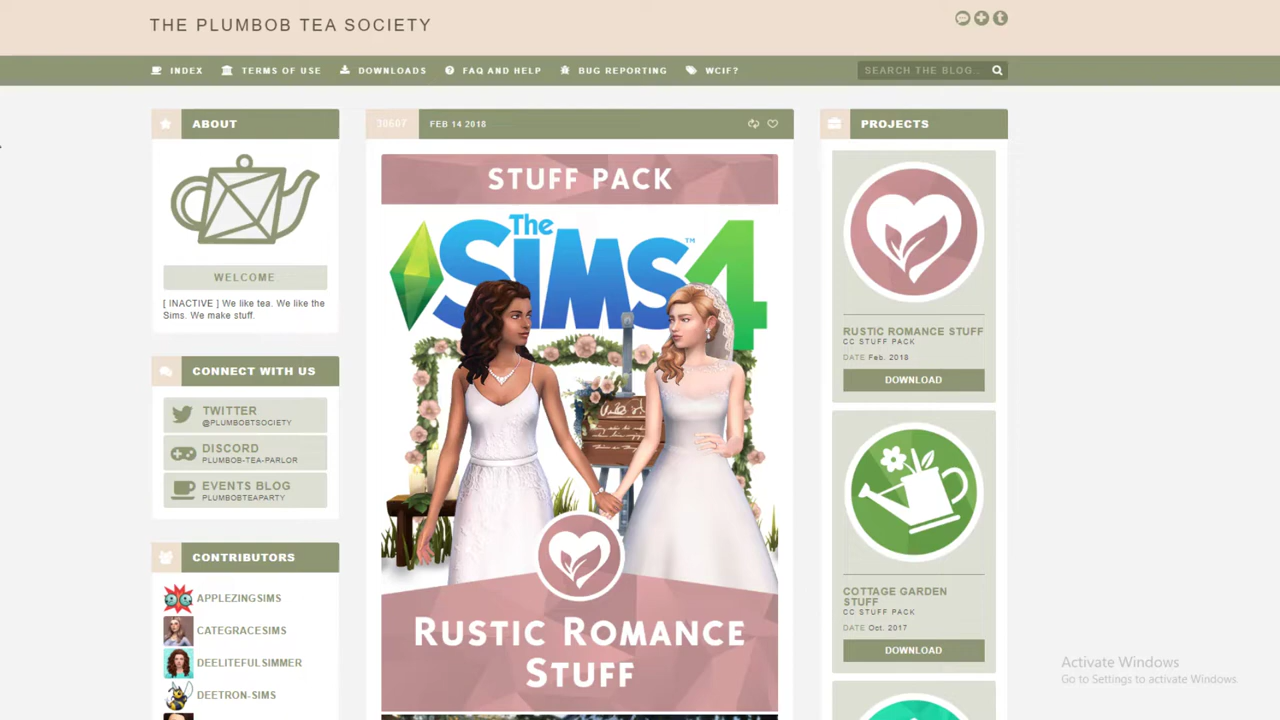 THE PLUMBOB TEA SOCIETY
INDEX
TERMS OF USE
DOWNLOADS
FAQ AND HELP
BUG REPORTING
WCIF?
SEARCH THE BLOG..
ABOUT
WELCOME
[ INACTIVE ] We like tea. We like the
Sims. We make stuff.
CONNECT WITH US
TWITTER
@PLUMBOBTSOCIETY
DISCORD
PLUMBOB-TEA-PARLOR
EVENTS BLOG
PLUMBOBTEAPARTY
CONTRIBUTORS
APPLEZINGSIMS
CATEGRACESIMS
DEELITEFULSIMMER
DEETRON-SIMS
30607
FEB 14 2018
STUFF PACK
The
SIMS 4
TM
RUSTIC ROMANCE
STUFF
PROJECTS
RUSTIC ROMANCE STUFF
CC STUFF PACK
DATE Feb. 2018
DOWNLOAD
COTTAGE GARDEN
STUFF
CC STUFF PACK
DATE Oct. 2017
DOWNLOAD
Activate Windows
Go to Settings to activate Windows.